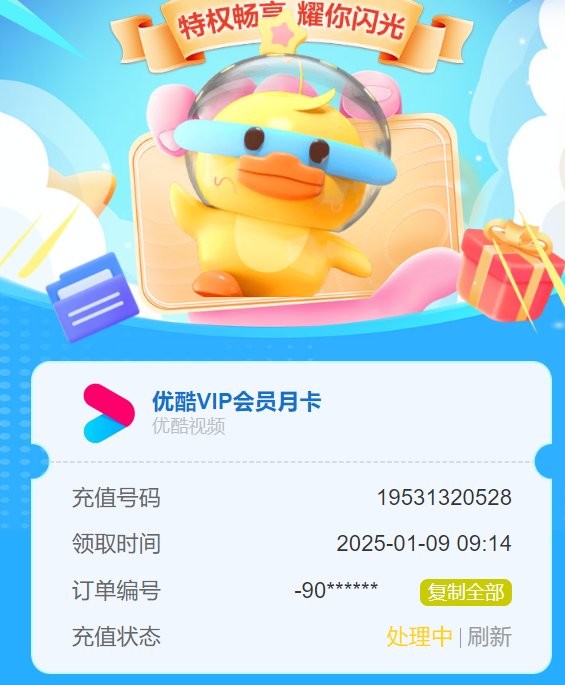 特权畅享 耀你闪光
优酷VIP会员月卡
优酷视频
充值号码 19531320528
领取时间 2025-01-09 09:14
订单编号 -90****** 复制全部
充值状态 处理中 | 刷新